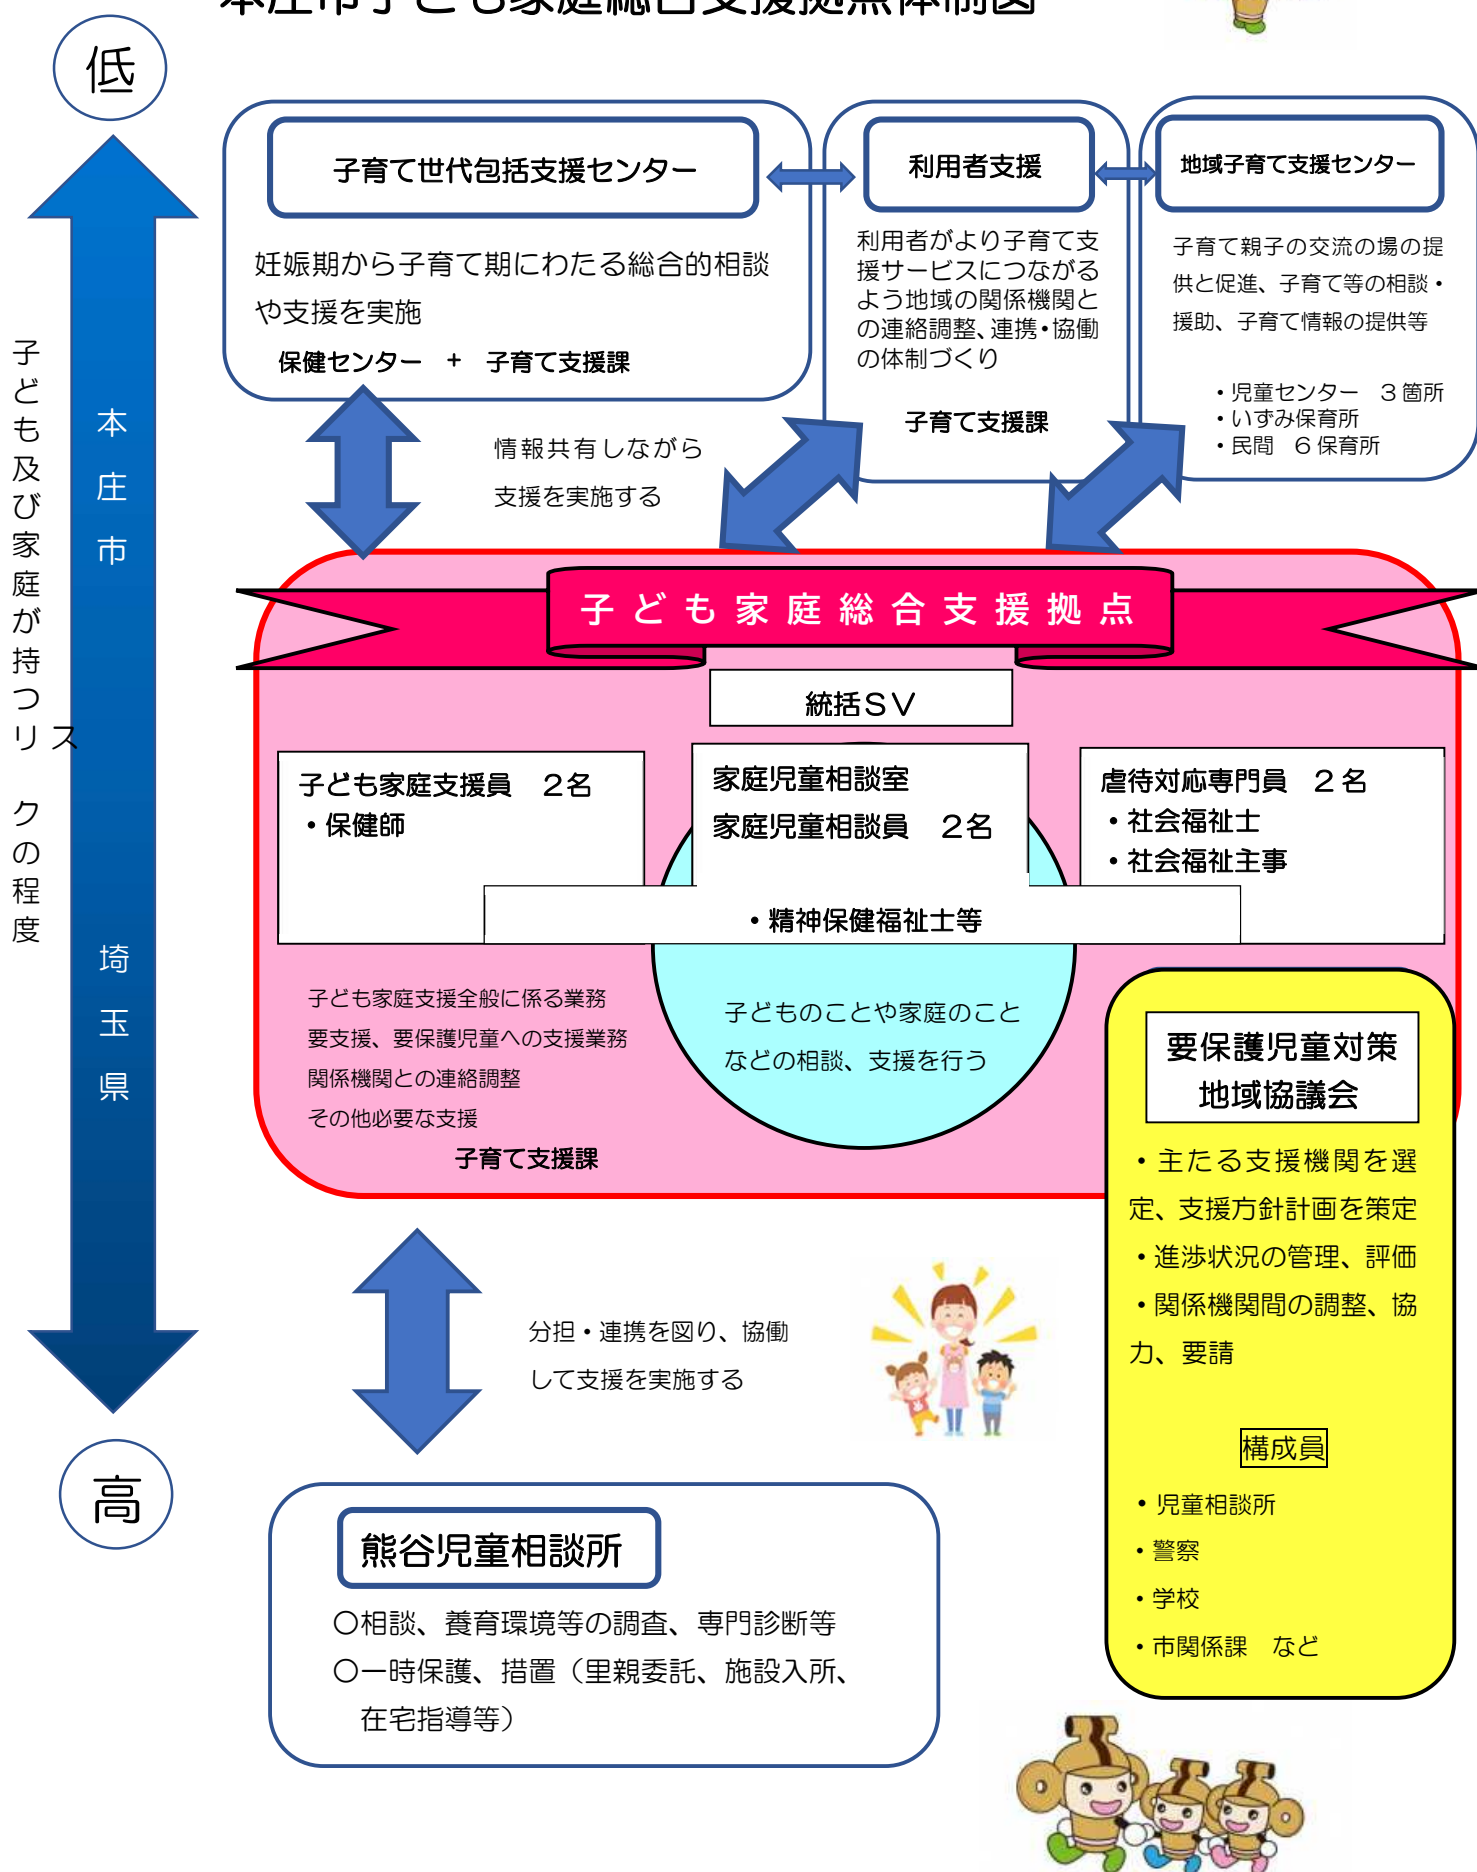 本庄市子ども家庭総合支援拠点体制図
低
子ども及び家庭が持つリスクの程度
本庄市
埼玉県
高
子育て世代包括支援センター
妊娠期から子育て期にわたる総合的相談
や支援を実施
保健センター　+　子育て支援課
利用者支援
利用者がより子育て支
援サービスにつながる
よう地域の関係機関と
の連絡調整、連携・協働
の体制づくり
子育て支援課
地域子育て支援センター
子育て親子の交流の場の提
供と促進、子育て等の相談・
援助、子育て情報の提供等
・児童センター　３箇所
・いずみ保育所
・民間　６保育所
情報共有しながら
支援を実施する
子ども家庭総合支援拠点
統括ＳＶ
子ども家庭支援員　２名
・保健師
家庭児童相談室
家庭児童相談員　２名
虐待対応専門員　２名
・社会福祉士
・社会福祉主事
・精神保健福祉士等
子ども家庭支援全般に係る業務
要支援、要保護児童への支援業務
関係機関との連絡調整
その他必要な支援
子育て支援課
子どものことや家庭のこと
などの相談、支援を行う
要保護児童対策
地域協議会
・主たる支援機関を選
定、支援方針計画を策定
・進捗状況の管理、評価
・関係機関間の調整、協
力、要請
構成員
・児童相談所
・警察
・学校
・市関係課　など
分担・連携を図り、協働
して支援を実施する
熊谷児童相談所
〇相談、養育環境等の調査、専門診断等
〇一時保護、措置（里親委託、施設入所、
在宅指導等）